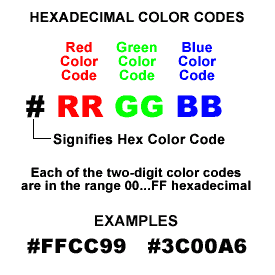 HEXADECIMAL COLOR CODES
Red Green Blue
Color Color Color
Code Code Code
# RR GG BB
Signifies Hex Color Code
Each of the two-digit color codes
are in the range 00...FF hexadecimal
EXAMPLES
#FFCC99 #3C00A6